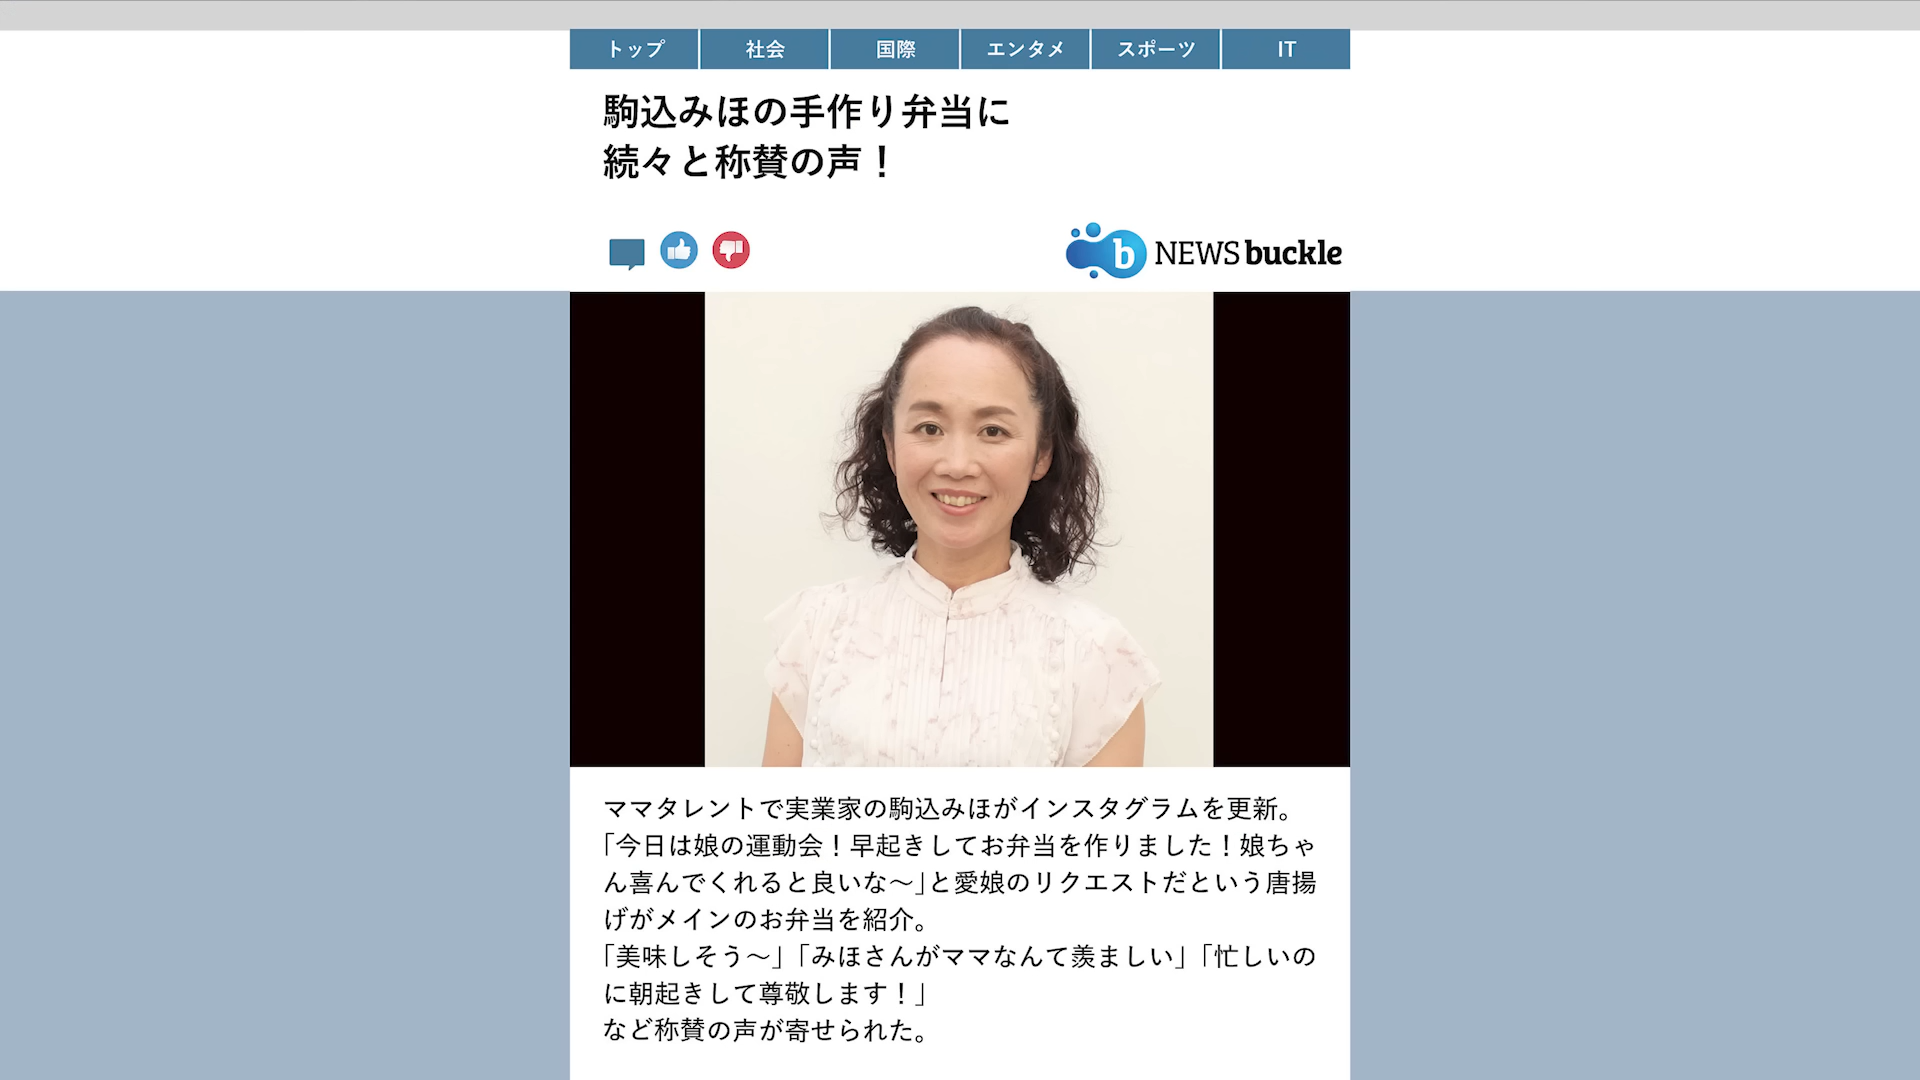 トップ 社会 国際 エンタメ スポーツ IT
駒込みほの手作り弁当に
続々と称賛の声！
b NEWS buckle
ママタレントで実業家の駒込みほがインスタグラムを更新。
「今日は娘の運動会！早起きしてお弁当を作りました！娘ちゃ
ん喜んでくれると良いな〜」と愛娘のリクエストだという唐揚
げがメインのお弁当を紹介。
「美味しそう〜」「みほさんがママなんて羨ましい」「忙しいの
に朝起きして尊敬します！」
など称賛の声が寄せられた。